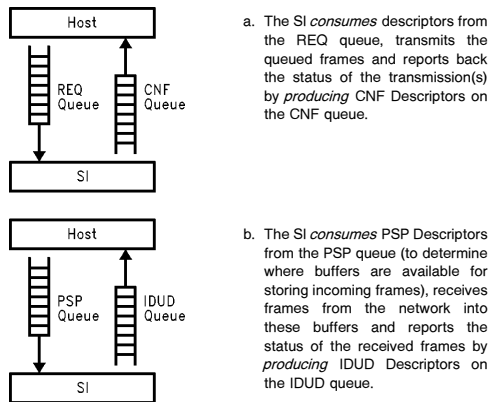 Host
REQ
Queue
CNF
Queue
SI
a. The SI consumes descriptors from
the REQ queue, transmits the
queued frames and reports back
the status of the transmission(s)
by producing CNF Descriptors on
the CNF queue.
Host
PSP
Queue
IDUD
Queue
SI
b. The SI consumes PSP Descriptors
from the PSP queue (to determine
where buffers are available for
storing incoming frames), receives
frames from the network into
these buffers and reports the
status of the received frames by
producing IDUD Descriptors on
the IDUD queue.